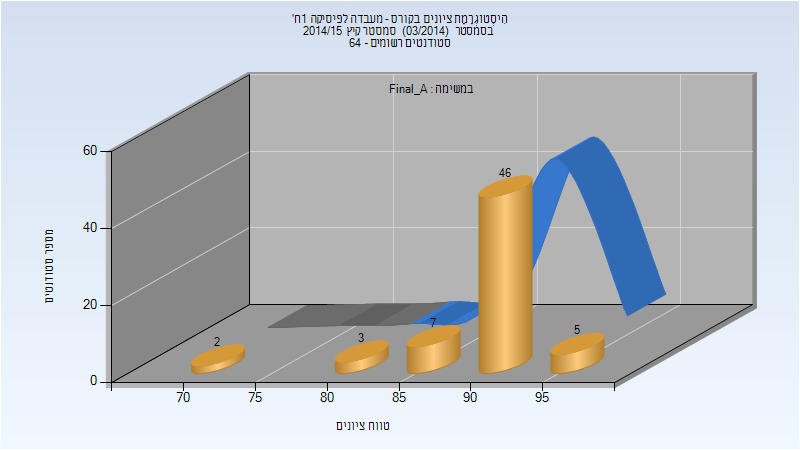 היסטוגרמת ציונים בקורס - מעבדה לפיסיקה 1ח'
בסמסטר (03/2014) סמסטר קיץ 2014/15
סטודנטים רשומים - 64
במשימה : Final_A
60
40
20
0
מספר סטודנטים
2
3
7
46
5
70 75 80 85 90 95
טווח ציונים